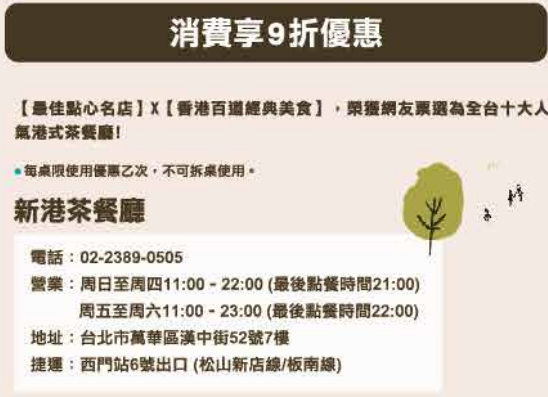 消費享9折優惠
【最佳點心名店】X【香港百道經典美食】，榮獲網友票選為全台十大人
氣港式茶餐廳!
●每桌限使用優惠乙次，不可拆桌使用。
新港茶餐廳
電話：02-2389-0505
營業：周日至周四11:00 - 22:00 (最後點餐時間21:00)
周五至周六11:00 - 23:00 (最後點餐時間22:00)
地址：台北市萬華區漢中街52號7樓
捷運：西門站6號出口 (松山新店線/板南線)